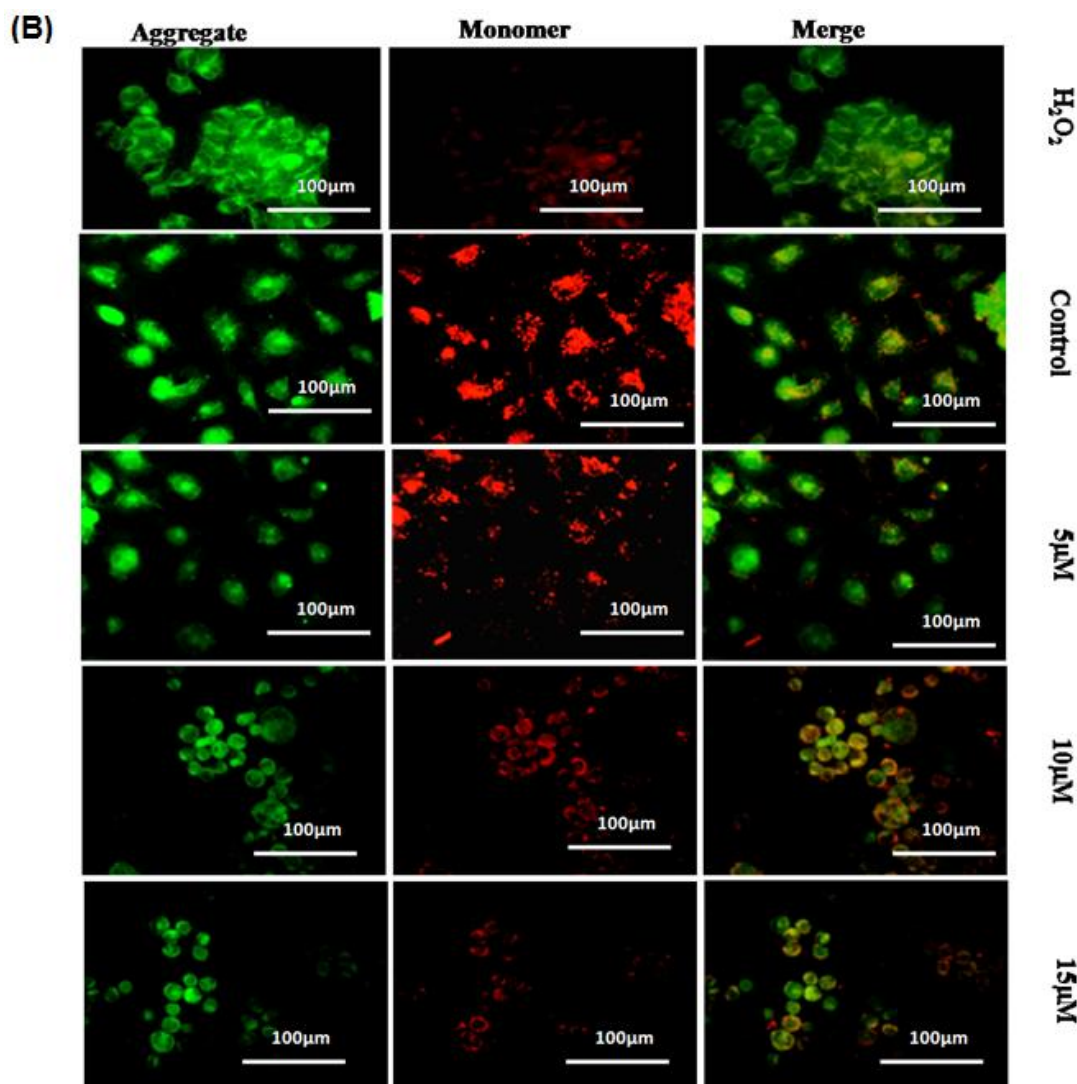 (B)
Aggregate Monomer Merge
100µm 100µm 100µm H₂O₂
100µm 100µm 100µm Control
100µm 100µm 100µm 5µM
100µm 100µm 100µm 10µM
100µm 100µm 100µm 15µM